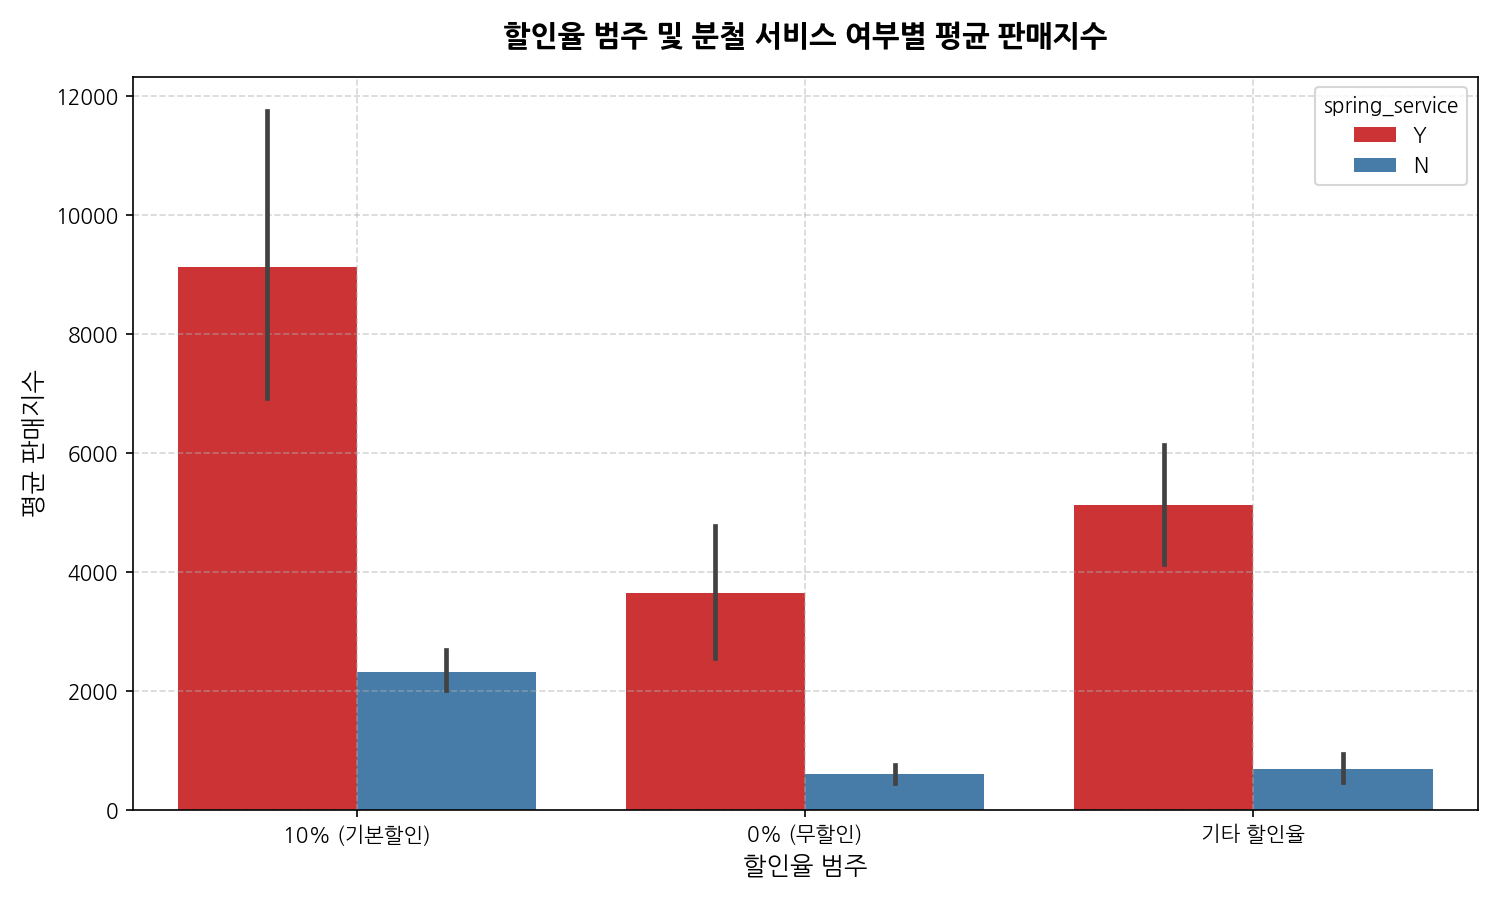 할인율 범주 및 분철 서비스 여부별 평균 판매지수
spring_service
Y
N
평균 판매지수
12000
10000
8000
6000
4000
2000
0
10% (기본할인)
0% (무할인)
기타 할인율
할인율 범주